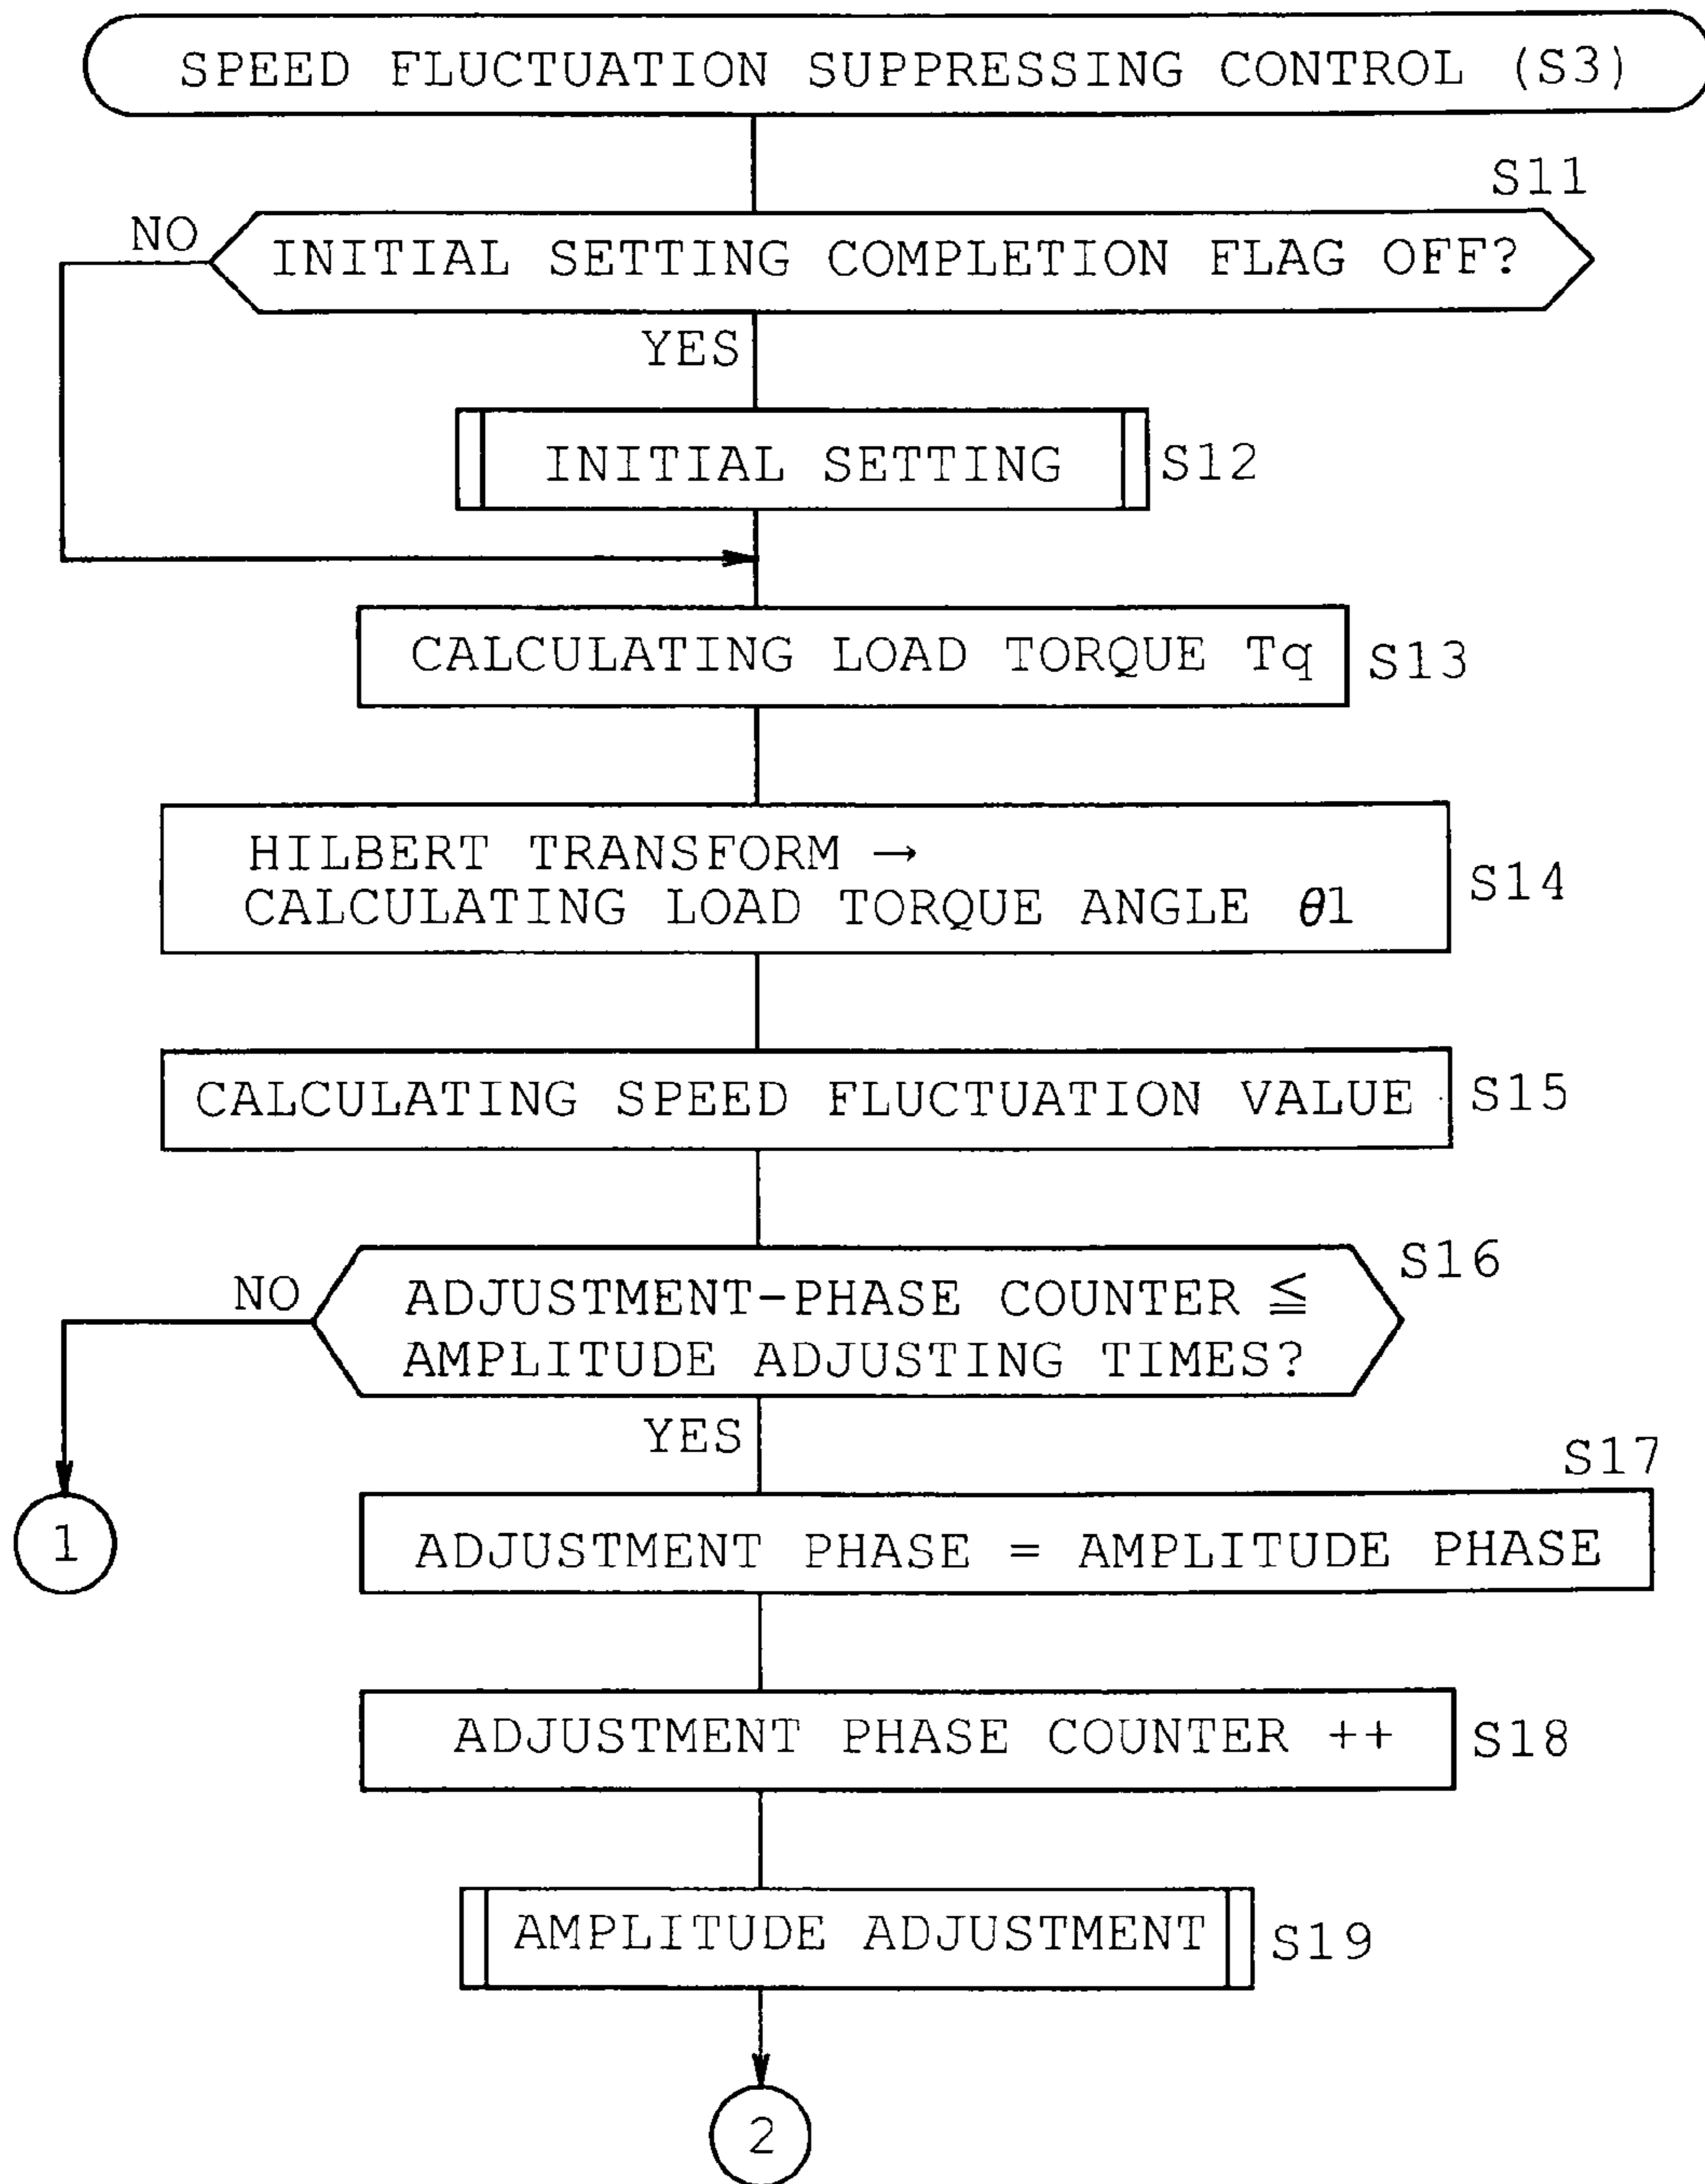 SPEED FLUCTUATION SUPPRESSING CONTROL (S3)
S11
NO
INITIAL SETTING COMPLETION FLAG OFF?
YES
INITIAL SETTING
S12
CALCULATING LOAD TORQUE Tq
S13
HILBERT TRANSFORM →
CALCULATING LOAD TORQUE ANGLE θ1
S14
CALCULATING SPEED FLUCTUATION VALUE
S15
S16
NO
ADJUSTMENT-PHASE COUNTER ≦
AMPLITUDE ADJUSTING TIMES?
YES
S17
1
ADJUSTMENT PHASE = AMPLITUDE PHASE
ADJUSTMENT PHASE COUNTER ++
S18
AMPLITUDE ADJUSTMENT
S19
2